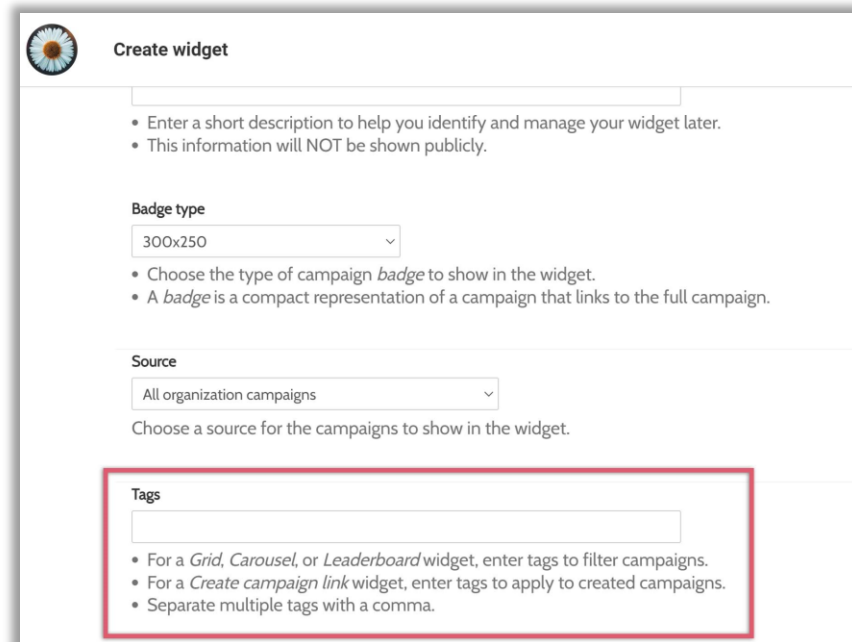 Create widget
• Enter a short description to help you identify and manage your widget later.
• This information will NOT be shown publicly.
Badge type
300x250
• Choose the type of campaign badge to show in the widget.
• A badge is a compact representation of a campaign that links to the full campaign.
Source
All organization campaigns
Choose a source for the campaigns to show in the widget.
Tags
• For a Grid, Carousel, or Leaderboard widget, enter tags to filter campaigns.
• For a Create campaign link widget, enter tags to apply to created campaigns.
• Separate multiple tags with a comma.